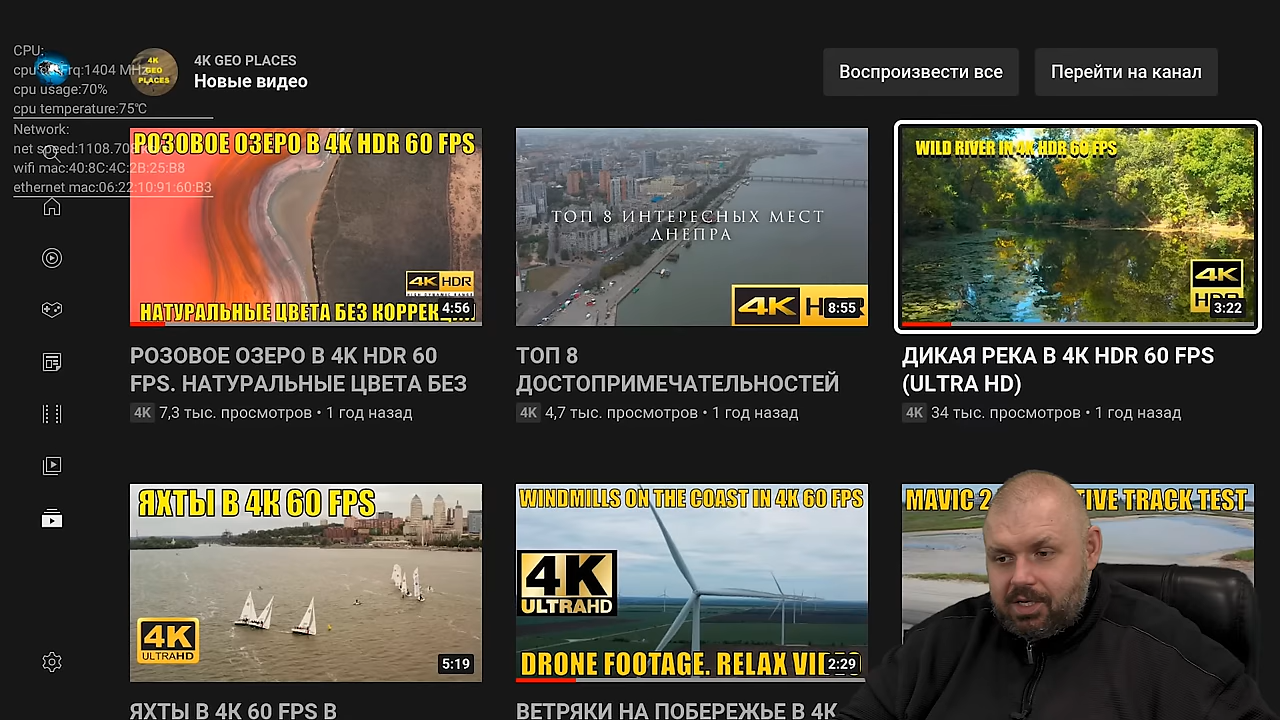 CPU:
cpu usage:70%
cpu temperature:75℃
Network:
wifi mac:40:8C:4C:2B:25:B8
ethernet mac:06:22:10:91:60:B3
4K
GEO
PLACES
4K GEO PLACES
Новые видео
Воспроизвести все
Перейти на канал
РОЗОВОЕ ОЗЕРО В 4K HDR 60 FPS
4K HDR
НАТУРАЛЬНЫЕ ЦВЕТА БЕЗ
4:56
ТОП 8 ИНТЕРЕСНЫХ МЕСТ
ДНЕПРА
4K
8:55
WILD RIVER IN 4K HDR 60 FPS
4K
HDR
3:22
РОЗОВОЕ ОЗЕРО В 4K HDR 60
FPS. НАТУРАЛЬНЫЕ ЦВЕТА БЕЗ
4K 7,3 тыс. просмотров • 1 год назад
ТОП 8
ДОСТОПРИМЕЧАТЕЛЬНОСТЕЙ
4K 4,7 тыс. просмотров • 1 год назад
ДИКАЯ РЕКА В 4K HDR 60 FPS
(ULTRA HD)
4K 34 тыс. просмотров • 1 год назад
ЯХТЫ В 4К 60 FPS
4K
ULTRAHD
5:19
WINDMILLS ON THE COAST IN 4K 60 FPS
4K
ULTRAHD
DRONE FOOTAGE. RELAX
2:29
MAVIC 2 TRACK TEST
ЯХТЫ В 4К 60 FPS В
ВЕТРЯКИ НА ПОБЕРЕЖЬЕ В 4К